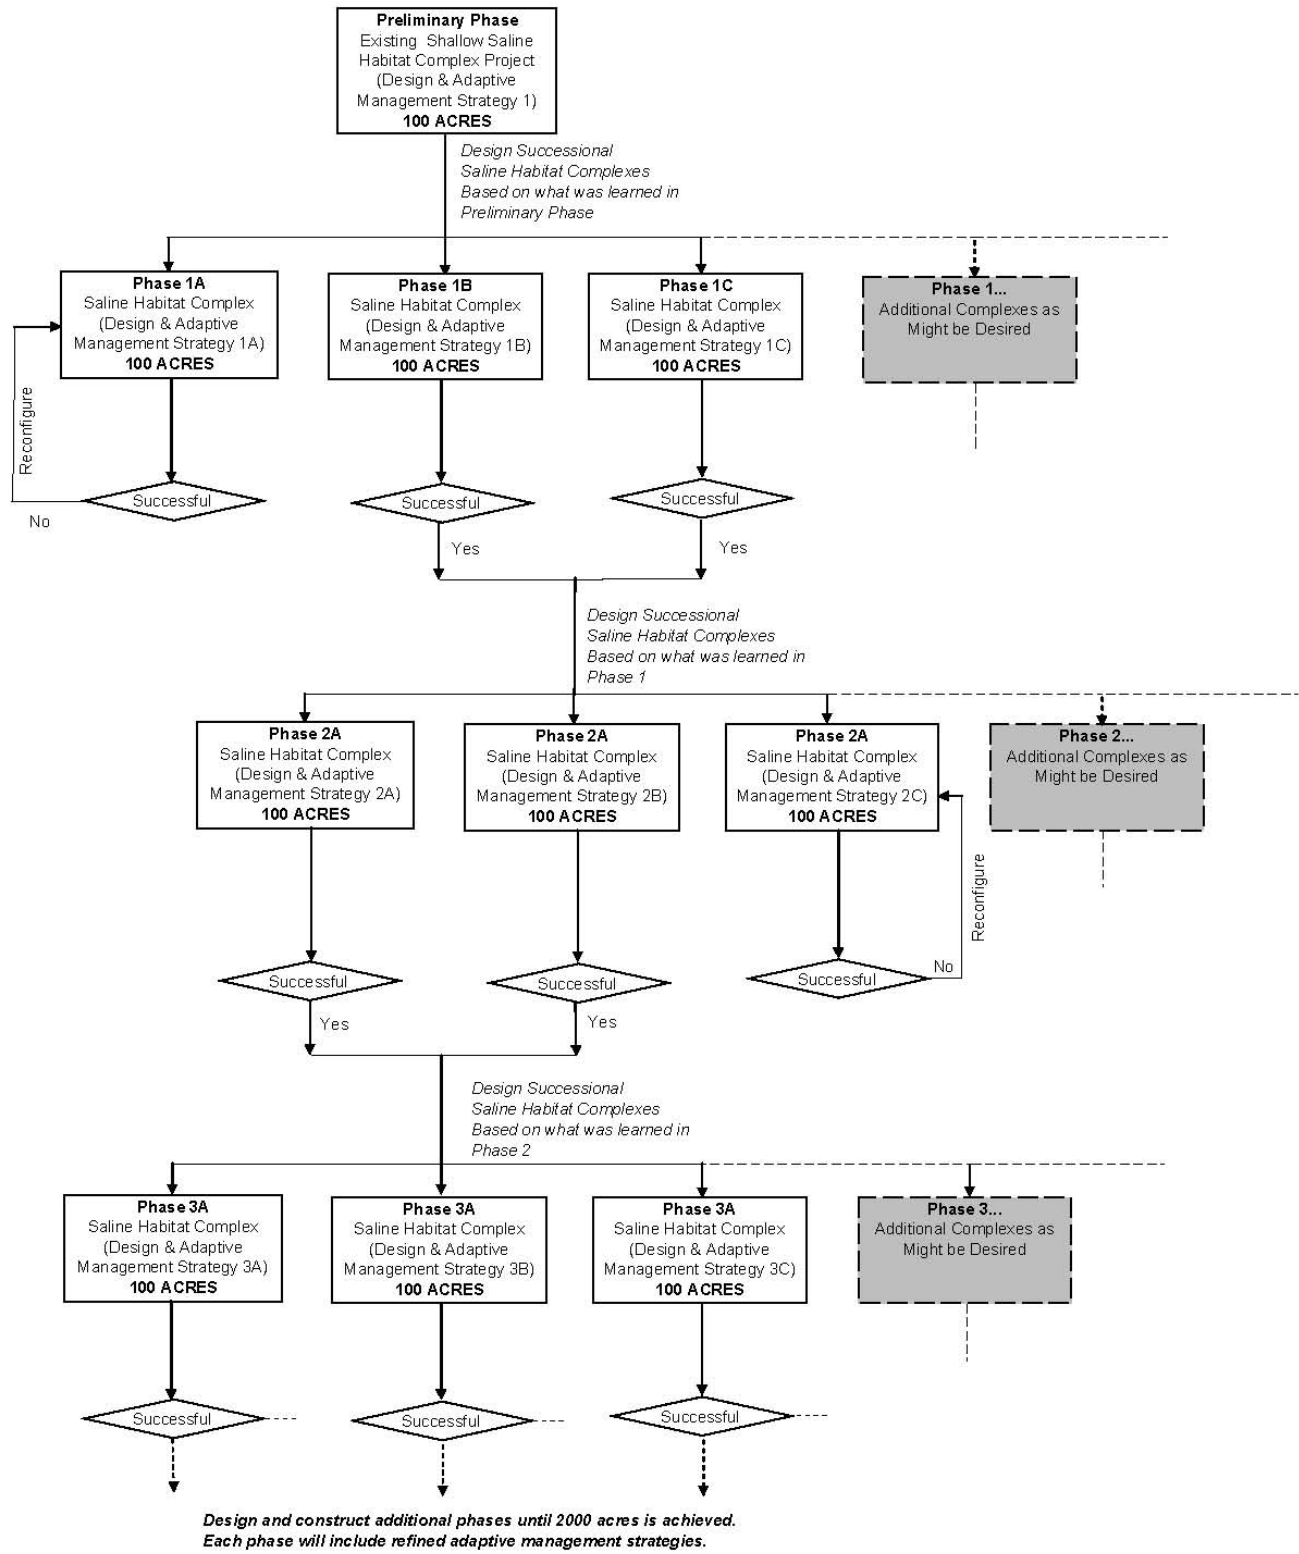 Preliminary Phase
Existing Shallow Saline
Habitat Complex Project
(Design & Adaptive
Management Strategy 1)
100 ACRES
Design Successional
Saline Habitat Complexes
Based on what was learned in
Preliminary Phase
Phase 1A
Saline Habitat Complex
(Design & Adaptive
Management Strategy 1A)
100 ACRES
Phase 1B
Saline Habitat Complex
(Design & Adaptive
Management Strategy 1B)
100 ACRES
Phase 1C
Saline Habitat Complex
(Design & Adaptive
Management Strategy 1C)
100 ACRES
Phase 1...
Additional Complexes as
Might be Desired
Reconfigure
Successful
No
Successful
Yes
Successful
Yes
Design Successional
Saline Habitat Complexes
Based on what was learned in
Phase 1
Phase 2A
Saline Habitat Complex
(Design & Adaptive
Management Strategy 2A)
100 ACRES
Phase 2A
Saline Habitat Complex
(Design & Adaptive
Management Strategy 2B)
100 ACRES
Phase 2A
Saline Habitat Complex
(Design & Adaptive
Management Strategy 2C)
100 ACRES
Phase 2...
Additional Complexes as
Might be Desired
Reconfigure
Successful
Yes
Successful
Yes
Successful
No
Design Successional
Saline Habitat Complexes
Based on what was learned in
Phase 2
Phase 3A
Saline Habitat Complex
(Design & Adaptive
Management Strategy 3A)
100 ACRES
Phase 3A
Saline Habitat Complex
(Design & Adaptive
Management Strategy 3B)
100 ACRES
Phase 3A
Saline Habitat Complex
(Design & Adaptive
Management Strategy 3C)
100 ACRES
Phase 3...
Additional Complexes as
Might be Desired
Successful
Successful
Successful
Design and construct additional phases until 2000 acres is achieved.
Each phase will include refined adaptive management strategies.